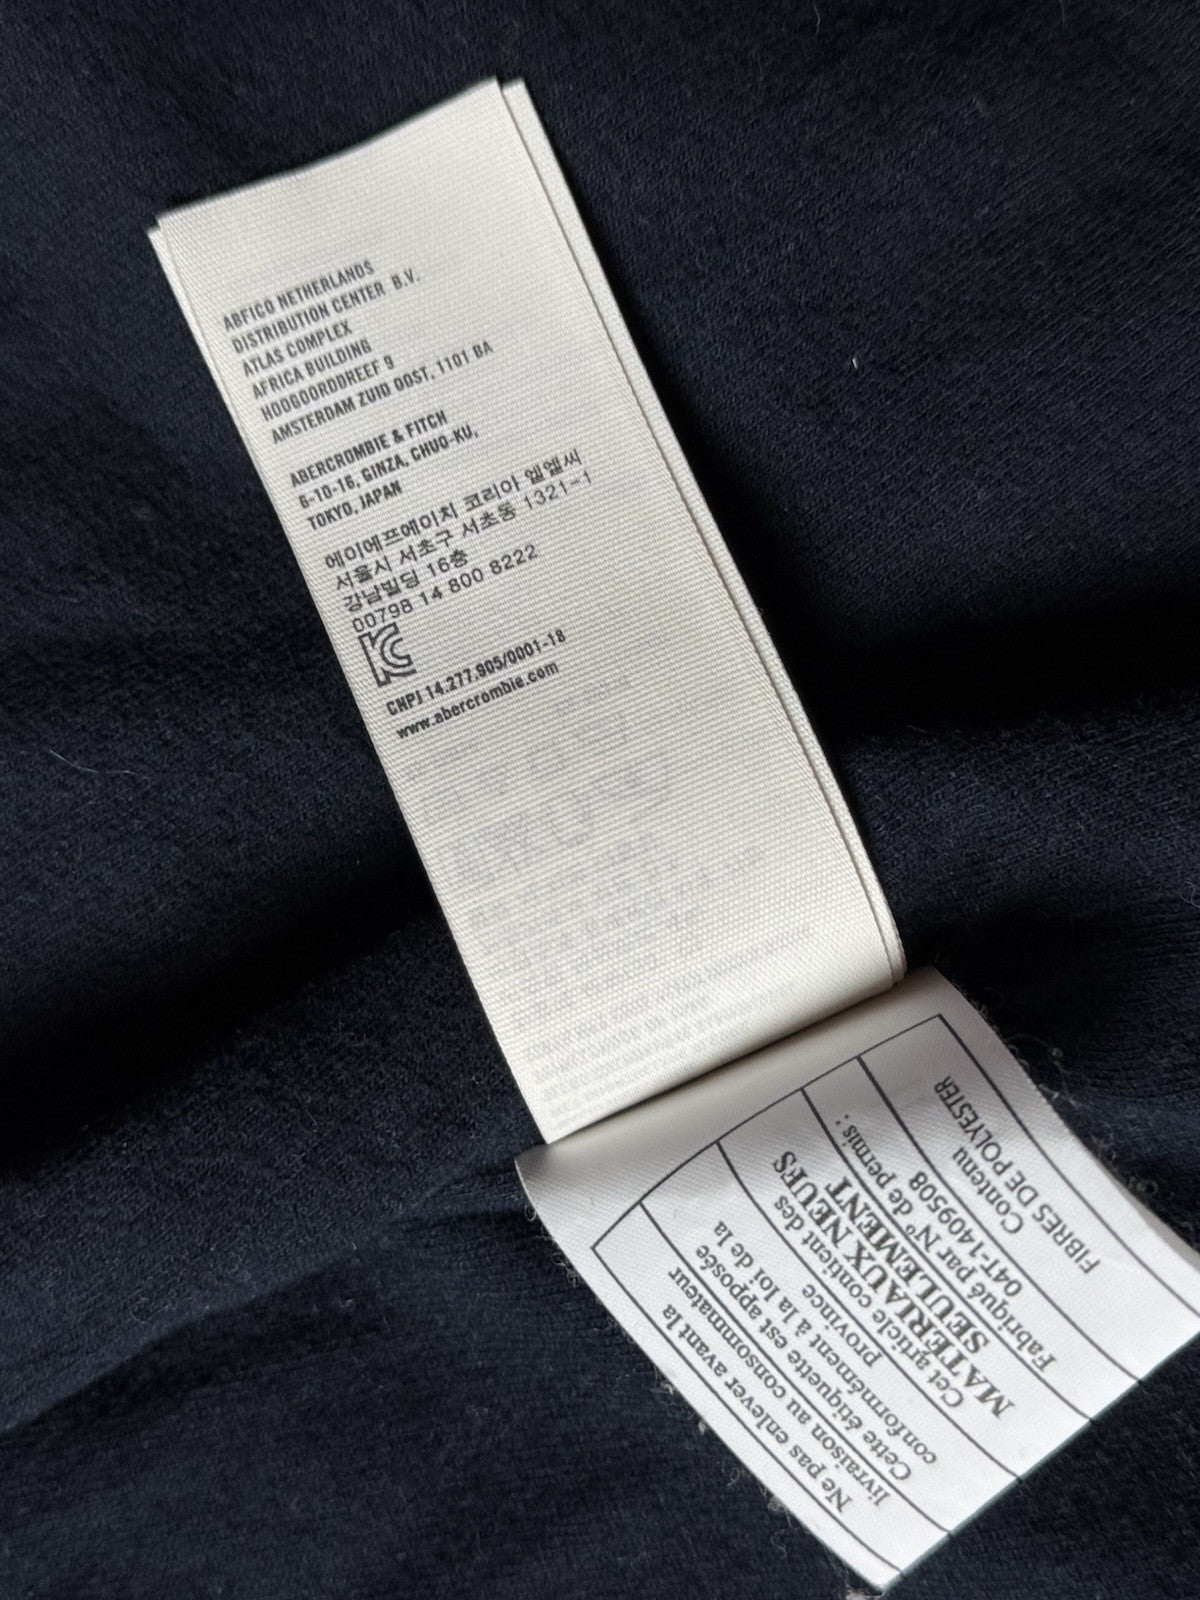 ABFICO NETHERLANDS
DISTRIBUTION CENTER B.V.
ATLAS COMPLEX
AFRICA BUILDING
HOOGOORDDREEF 9
AMSTERDAM ZUID OOST, 1101 BA
ABERCROMBIE & FITCH
6-10-16, GINZA, CHUO-KU,
TOKYO, JAPAN
에이에프에이치 코리아 엘엘씨
서울시 서초구 서초동 1321-1
강남빌딩 16층
00798 14 800 8222
KC
CNPJ 14.277.905/0001-18
www.abercrombie.com
Ne pas enlever avant la
livraison au consommateur
Cette étiquette est apposée
conformément à la loi de la
province
Cet article contient des
MATÉRIAUX NEUFS
SEULEMENT
Fabriqué par Nº de permis :
04T-1409508
Contenu
FIBRES DE POLYESTER